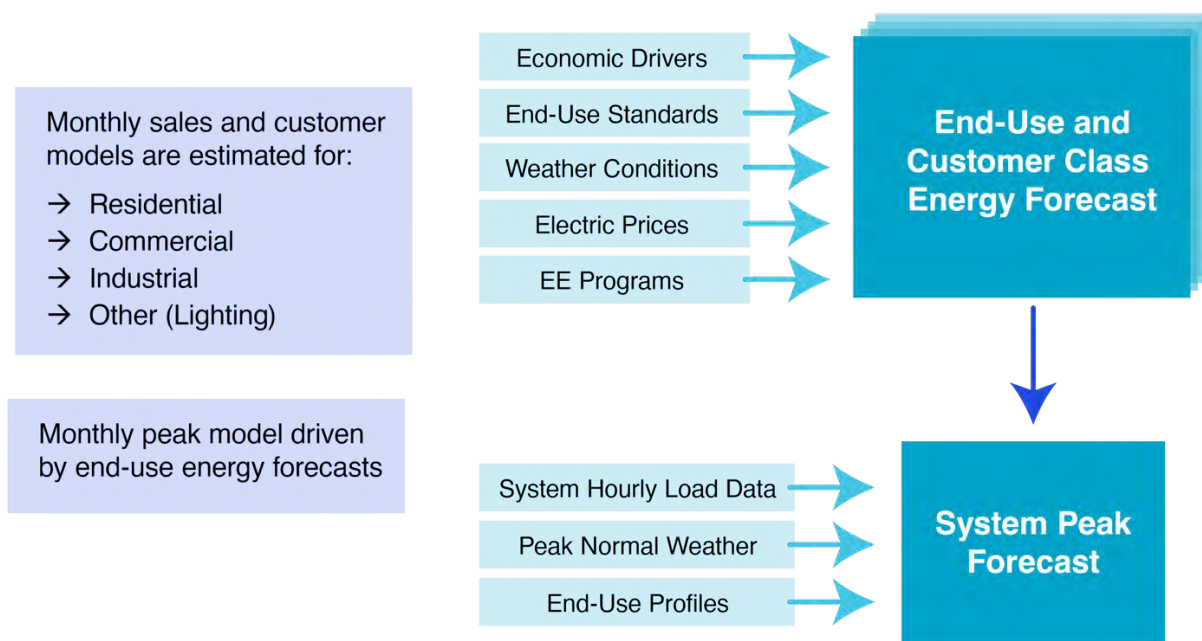 Monthly sales and customer
models are estimated for:
→ Residential
→ Commercial
→ Industrial
→ Other (Lighting)
Monthly peak model driven
by end-use energy forecasts
Economic Drivers
End-Use Standards
Weather Conditions
Electric Prices
EE Programs
End-Use and
Customer Class
Energy Forecast
System Hourly Load Data
Peak Normal Weather
End-Use Profiles
System Peak
Forecast